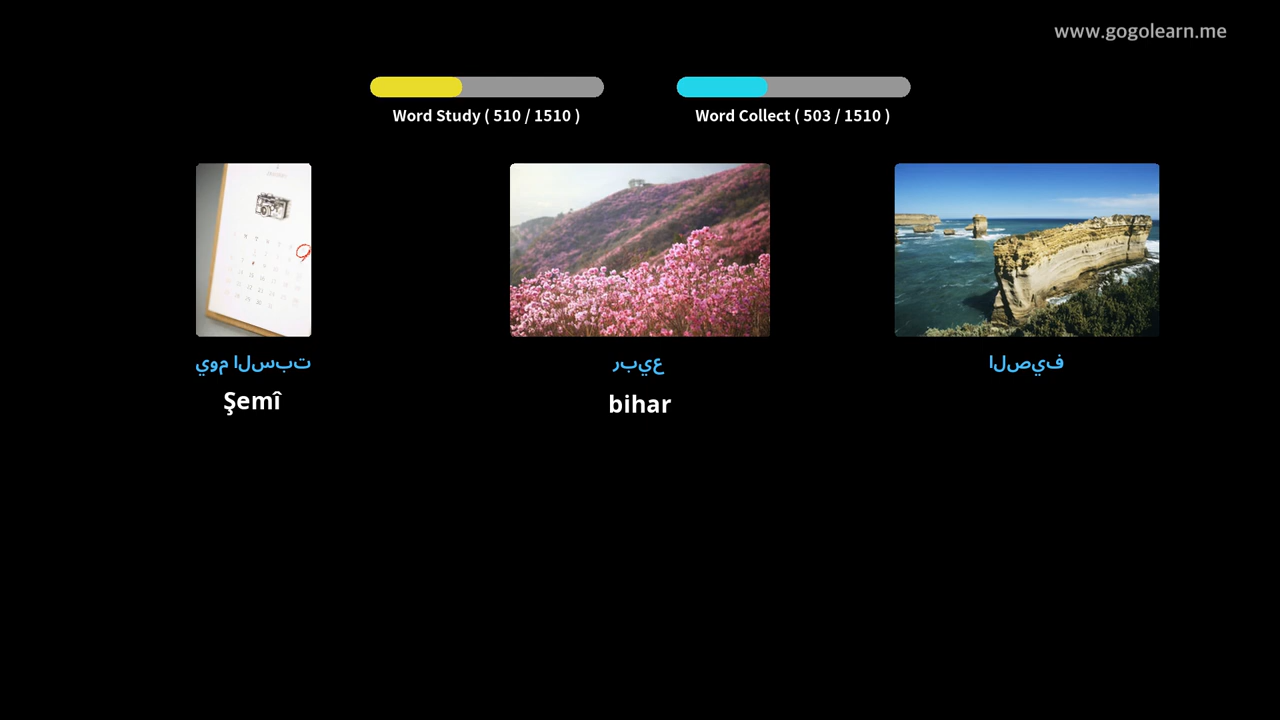 www.gogolearn.me
Word Study ( 510 / 1510 )
Word Collect ( 503 / 1510 )
يوم السبت
ربيع
الصيف
Şemî
bihar